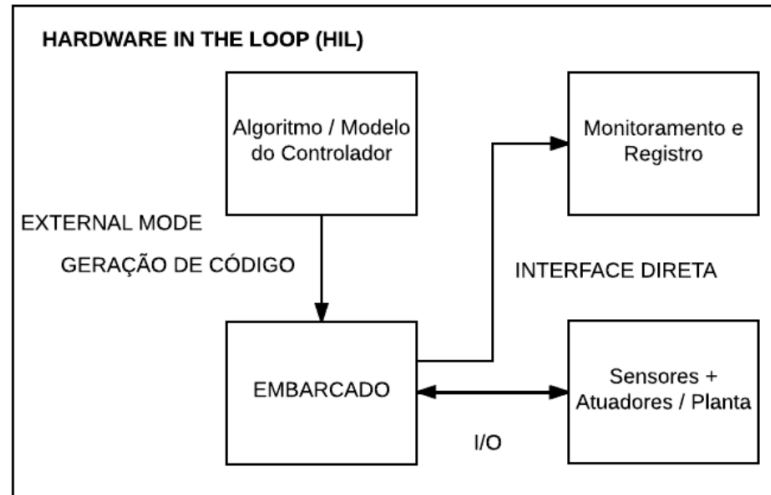 HARDWARE IN THE LOOP (HIL)
Algoritmo / Modelo
do Controlador
Monitoramento e
Registro
EXTERNAL MODE
GERAÇÃO DE CÓDIGO
INTERFACE DIRETA
EMBARCADO
Sensores +
Atuadores / Planta
I/O